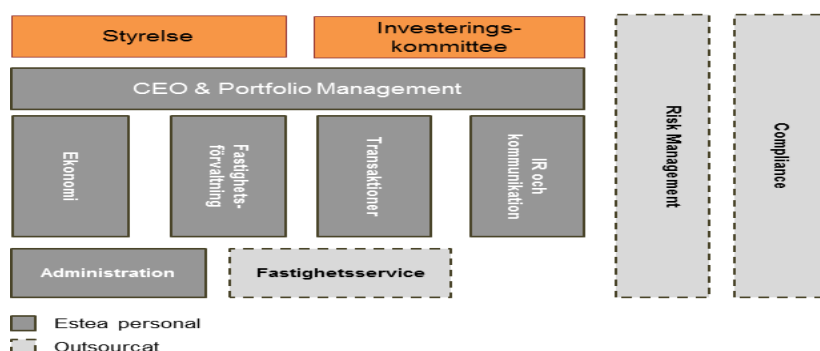 Styrelse
Investerings-
kommittee
CEO & Portfolio Management
Ekonomi
Fastighets-
förvaltning
Transaktioner
IR och
kommunikation
Risk Management
Compliance
Administration
Fastighetsservice
Estea personal
Outsourcat